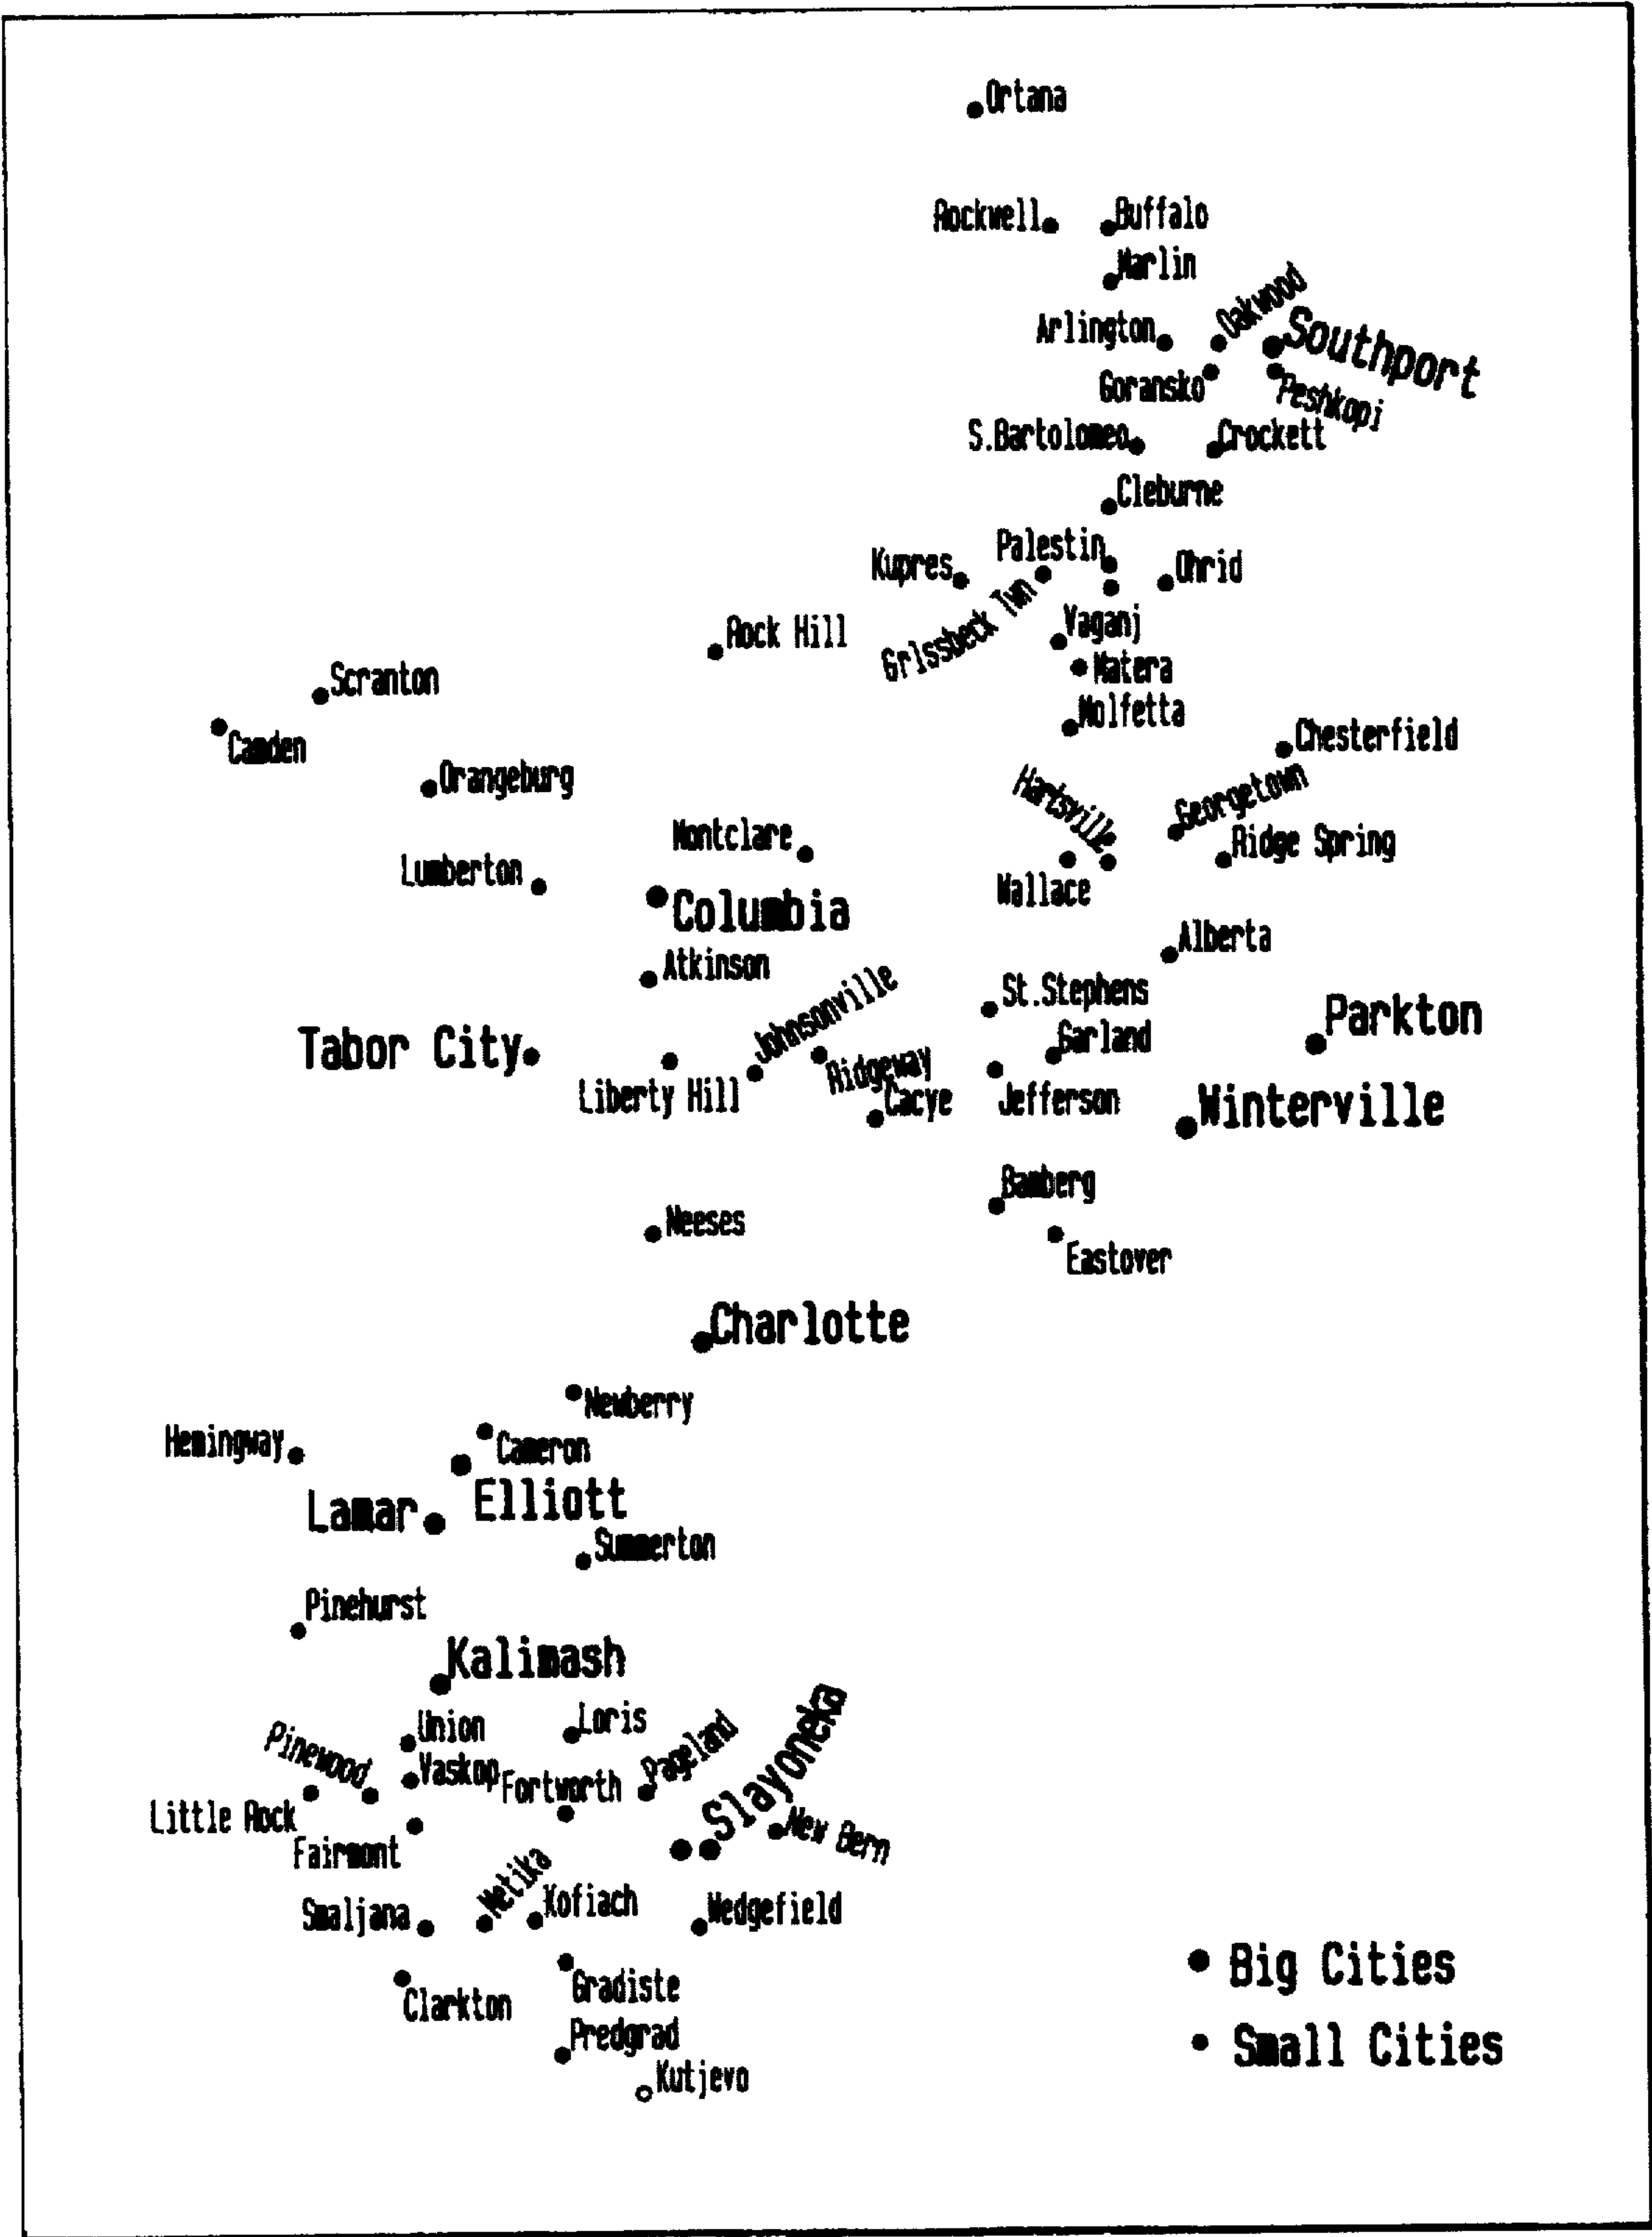 Ortana
Rockwell
Buffalo
Marlin
Oakwood
Arlington
Southport
Goransko
Peshkopi
S.Bartolomeo
Crockett
Cleburne
Palestin
Kupres
Ohrid
Grlssbeck Twn
Vaganj
Rock Hill
Matera
Scranton
Molfetta
Camden
Chesterfield
Orangeburg
Hartsville
Georgetown
Montclare
Ridge Spring
Lumberton
Wallace
Columbia
Alberta
Atkinson
St.Stephens
Johnsonville
Parkton
Garland
Tabor City
Ridgeway
Liberty Hill
Cacye
Jefferson
Winterville
Bamberg
Neeses
Eastover
Charlotte
Newberry
Hemingway
Cameron
Elliott
Lamar
Summerton
Pinehurst
Kalimash
Union
Loris
Pinewood
Vaskop
Fortworth
Pageland
Slayoneka
Little Rock
New Bern
Fairmont
Metika
Kofiach
Smaljana
Wedgefield
Gradiste
Clarkton
Predgrad
Kutjevo
Big Cities
Small Cities